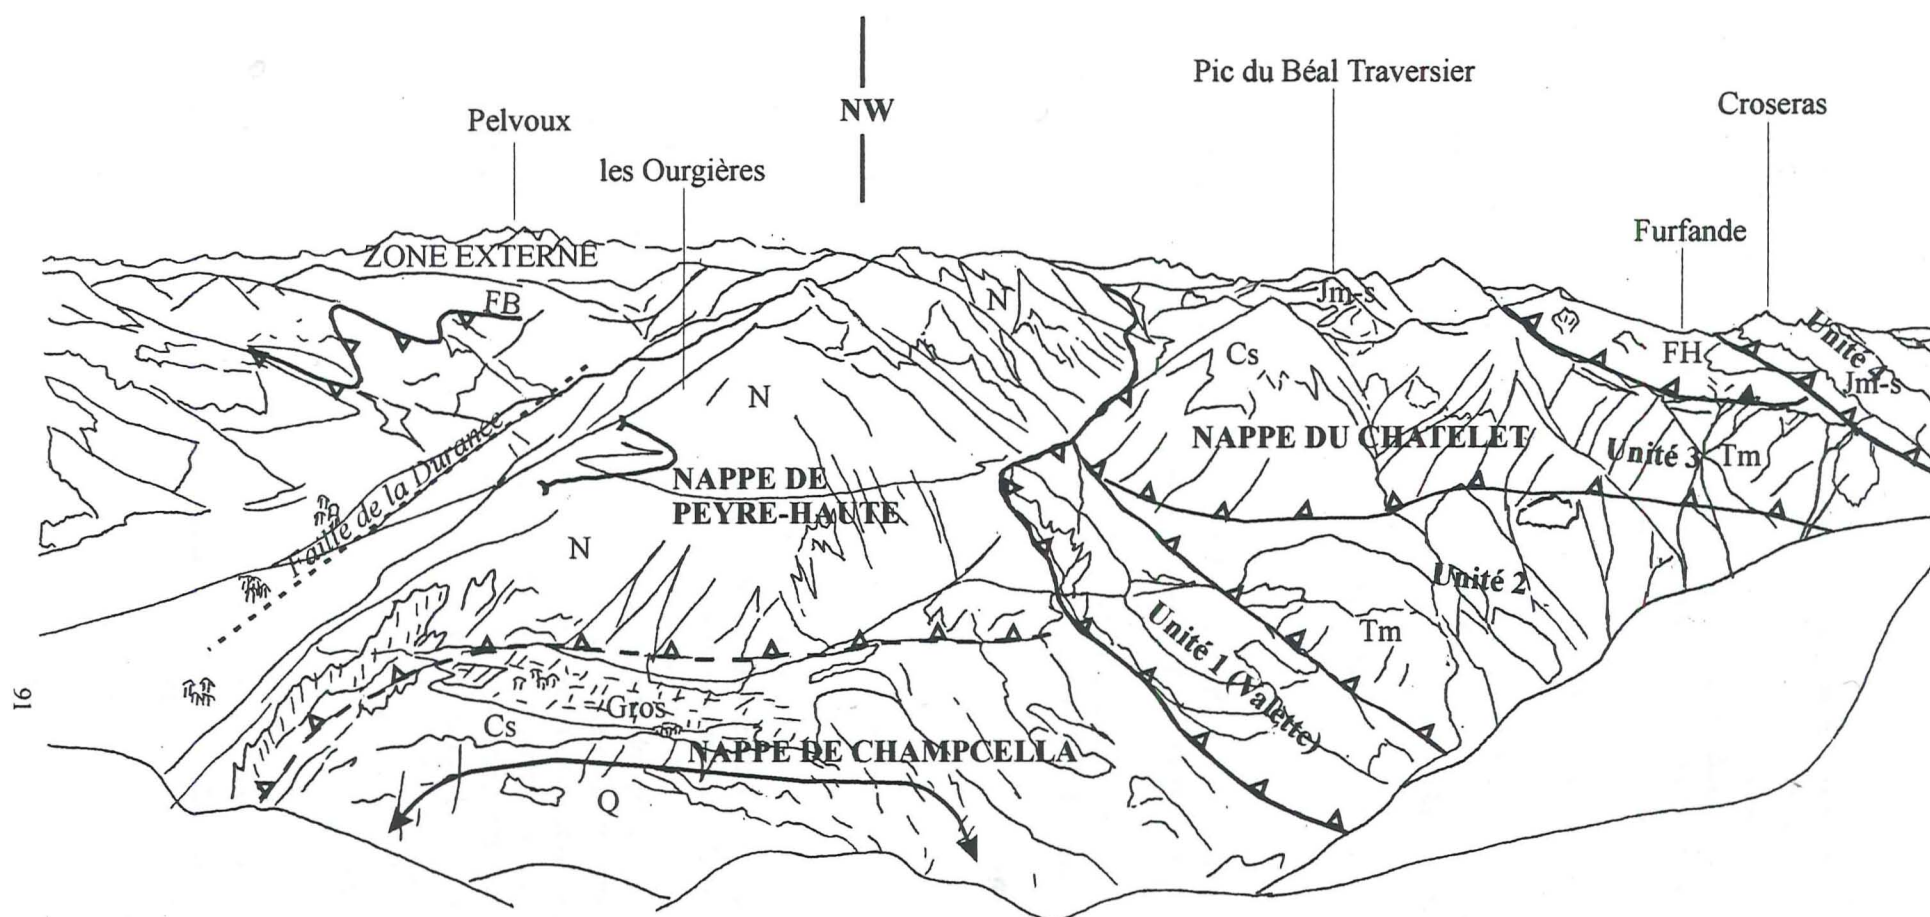 Pic du Béal Traversier
Croseras
NW
Pelvoux
les Ourgières
Furfande
ZONE EXTERNE
FB
N
Jm-s
Unité 4
FH
Jm-s
Cs
N
Faille de la Durance
NAPPE DU CHATELET
Unité 3
Tm
NAPPE DE
PEYRE-HAUTE
N
Unité 2
Tm
Unité 1 (Valette)
16
Gros
Cs
NAPPE DE CHAMPCELLA
Q